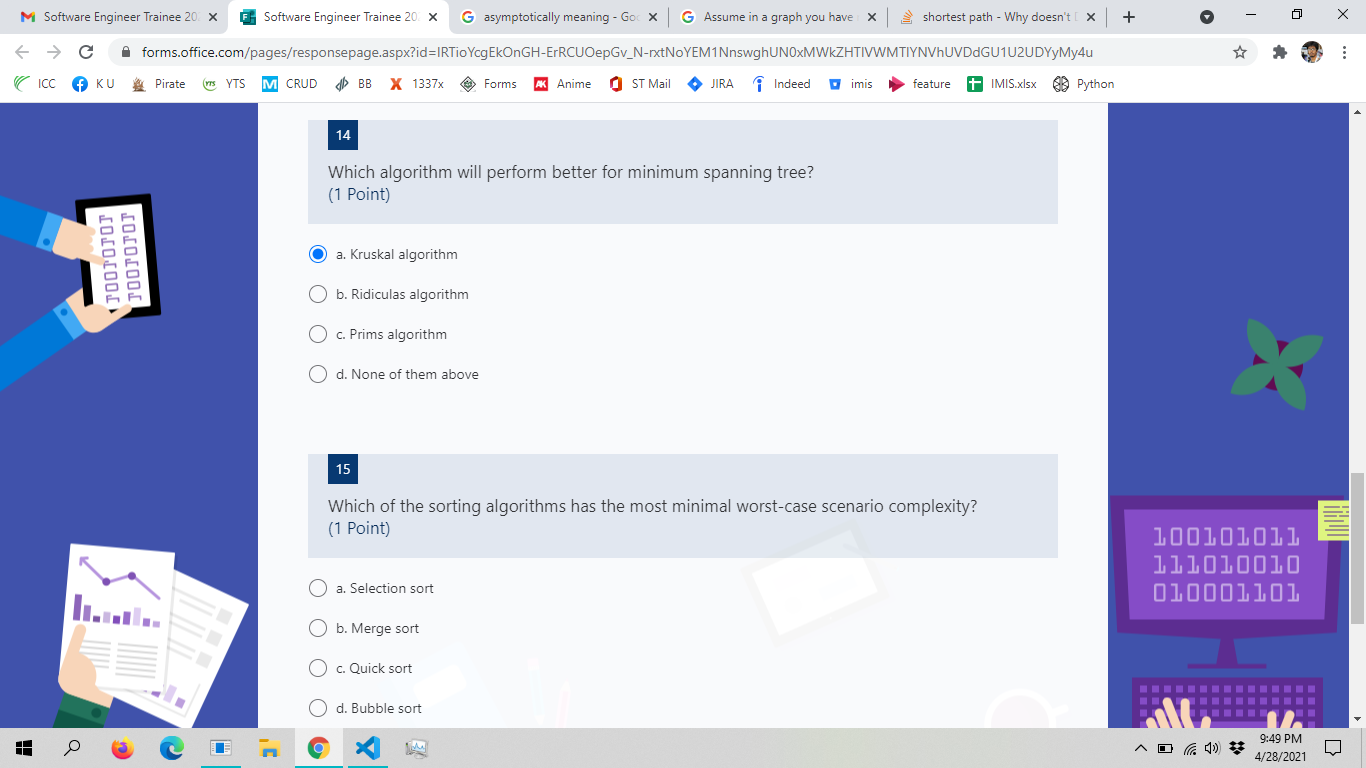 Software Engineer Trainee 20
Software Engineer Trainee 20
asymptotically meaning - Goo
Assume in a graph you have
shortest path - Why doesn't
forms.office.com/pages/responsepage.aspx?id=IRTioYcgEkOnGH-ErRCUOepGv_N-rxtNoYEM1NnswghUN0xMWkZHTlVWMTlYNVhUVDdGU1U2UDYyMy4u
ICC K U Pirate YTS CRUD BB 1337x Forms Anime ST Mail JIRA Indeed imis feature IMIS.xlsx Python
14
Which algorithm will perform better for minimum spanning tree?
(1 Point)
a. Kruskal algorithm
b. Ridiculas algorithm
c. Prims algorithm
d. None of them above
15
Which of the sorting algorithms has the most minimal worst-case scenario complexity?
(1 Point)
a. Selection sort
b. Merge sort
c. Quick sort
d. Bubble sort
100101011
111010010
010001101
9:49 PM
4/28/2021